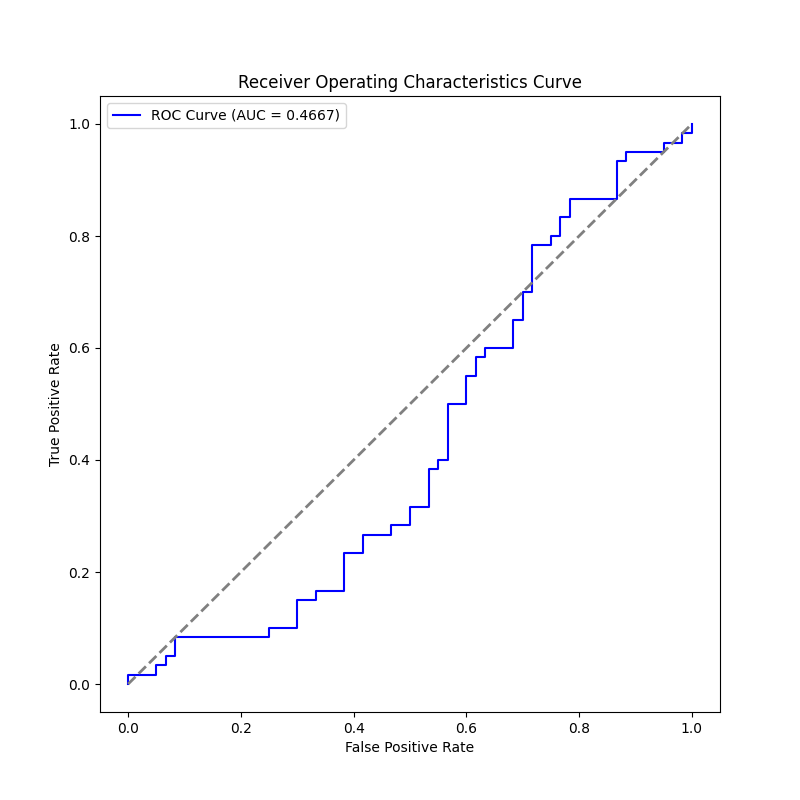 Receiver Operating Characteristics Curve
ROC Curve (AUC = 0.4667)
True Positive Rate
1.0
0.8
0.6
0.4
0.2
0.0
0.0 0.2 0.4 0.6 0.8 1.0
False Positive Rate